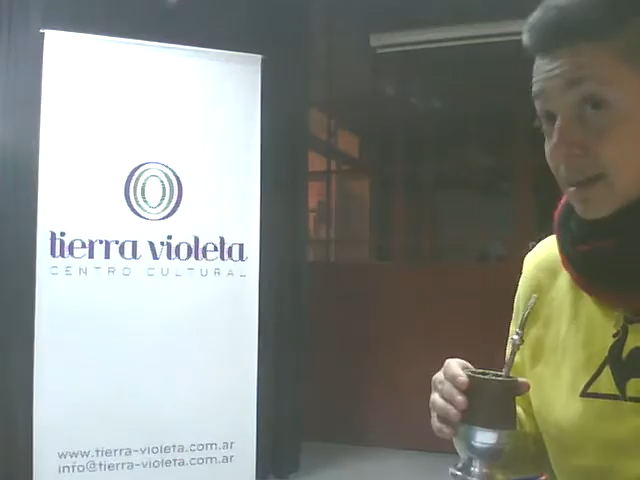 tierra violeta
CENTRO CULTURAL
www.tierra-violeta.com.ar
info@tierra-violeta.com.ar